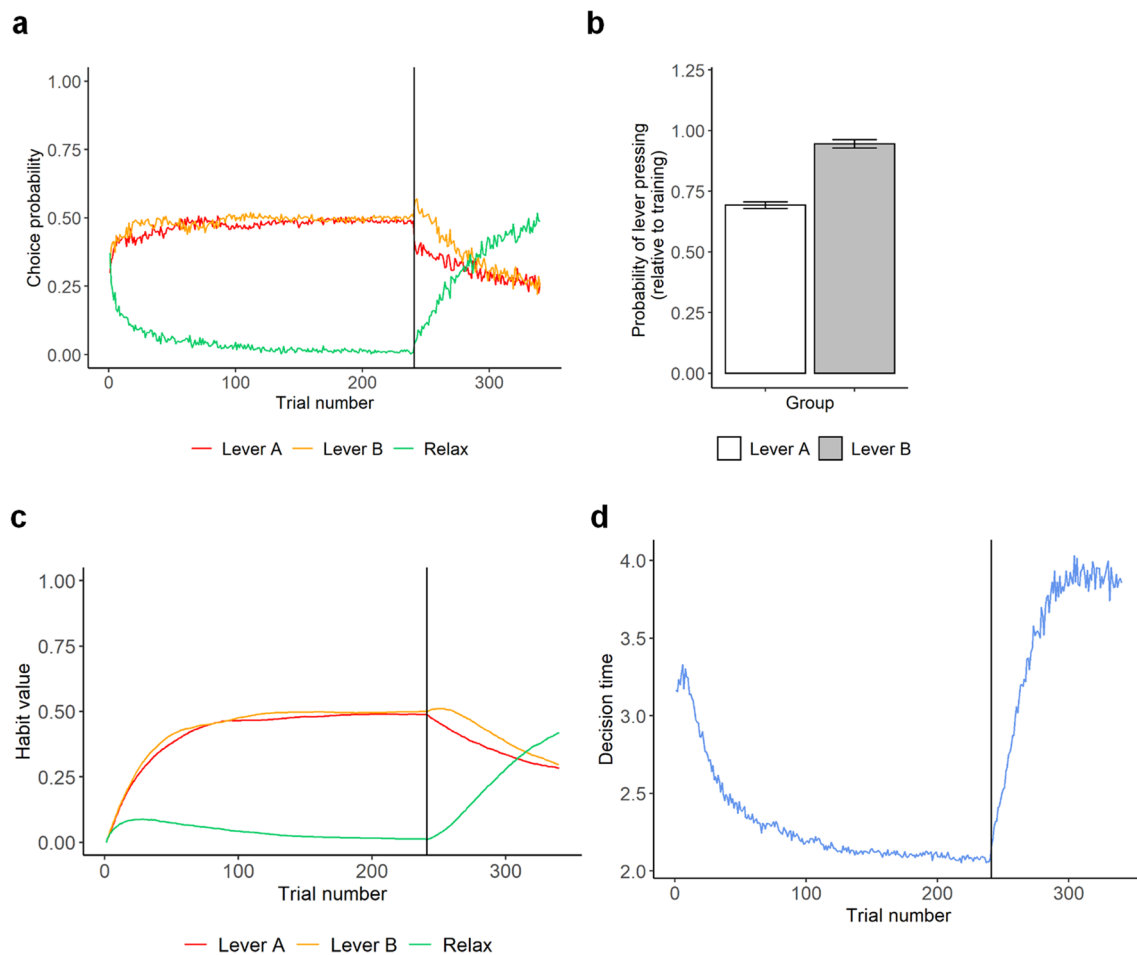 a
Choice probability
1.00
0.75
0.50
0.25
0.00
0 100 200 300
Trial number
Lever A Lever B Relax
b
Probability of lever pressing
(relative to training)
1.25
1.00
0.75
0.50
0.25
0.00
Group
Lever A Lever B
c
Habit value
1.00
0.75
0.50
0.25
0.00
0 100 200 300
Trial number
Lever A Lever B Relax
d
Decision time
4.0
3.5
3.0
2.5
2.0
0 100 200 300
Trial number